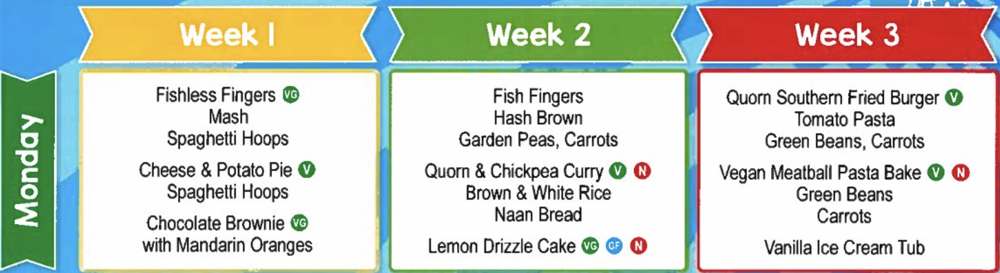 Week 1
Week 2
Week 3
Monday
Fishless Fingers VG
Mash
Spaghetti Hoops
Cheese & Potato Pie V
Spaghetti Hoops
Chocolate Brownie VG
with Mandarin Oranges
Fish Fingers
Hash Brown
Garden Peas, Carrots
Quorn & Chickpea Curry V N
Brown & White Rice
Naan Bread
Lemon Drizzle Cake VG GF N
Quorn Southern Fried Burger V
Tomato Pasta
Green Beans, Carrots
Vegan Meatball Pasta Bake V N
Green Beans
Carrots
Vanilla Ice Cream Tub